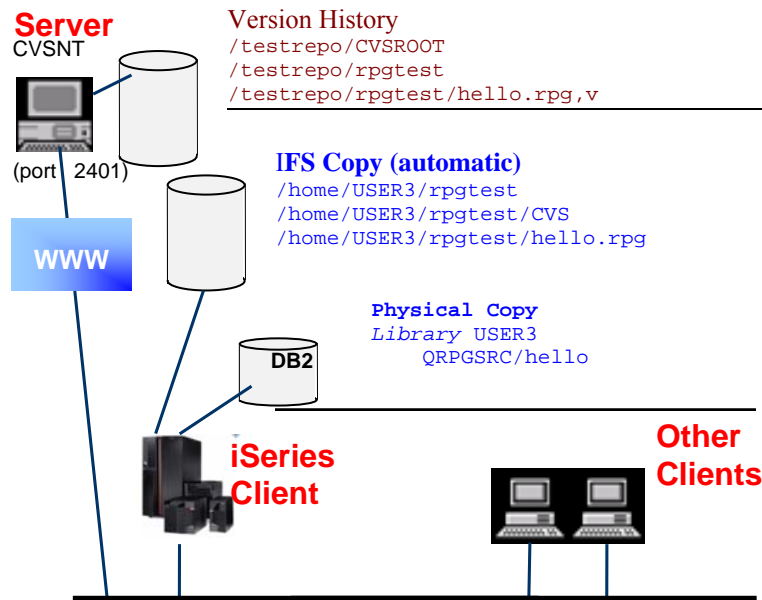 Server
CVSNT
(port 2401)
WWW
Version History
/testrepo/CVSROOT
/testrepo/rpgtest
/testrepo/rpgtest/hello.rpg,v
IFS Copy (automatic)
/home/USER3/rpgtest
/home/USER3/rpgtest/CVS
/home/USER3/rpgtest/hello.rpg
Physical Copy
Library USER3
QRPGSRC/hello
DB2
iSeries
Client
Other
Clients